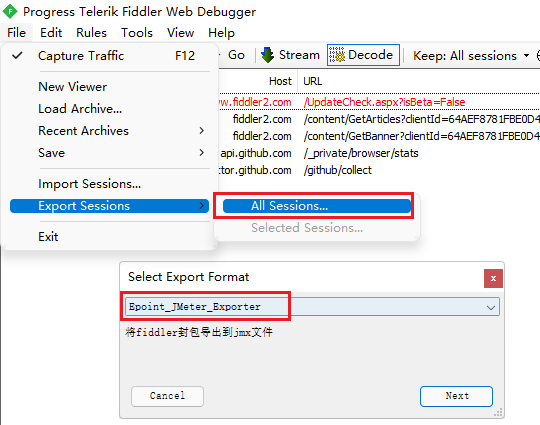 Progress Telerik Fiddler Web Debugger
File Edit Rules Tools View Help
Capture Traffic F12
Go Stream Decode Keep: All sessions
New Viewer
Load Archive...
Recent Archives
Save
Import Sessions...
Export Sessions
Exit
Host URL
w.fiddler2.com /UpdateCheck.aspx?isBeta=False
fiddler2.com /content/GetArticles?clientId=64AEF8781FBE0D4
fiddler2.com /content/GetBanner?clientId=64AEF8781FBE0D4
api.github.com /_private/browser/stats
ctor.github.com /github/collect
All Sessions...
Selected Sessions...
Select Export Format
Epoint_JMeter_Exporter
将fiddler封包导出到jmx文件
Cancel Next